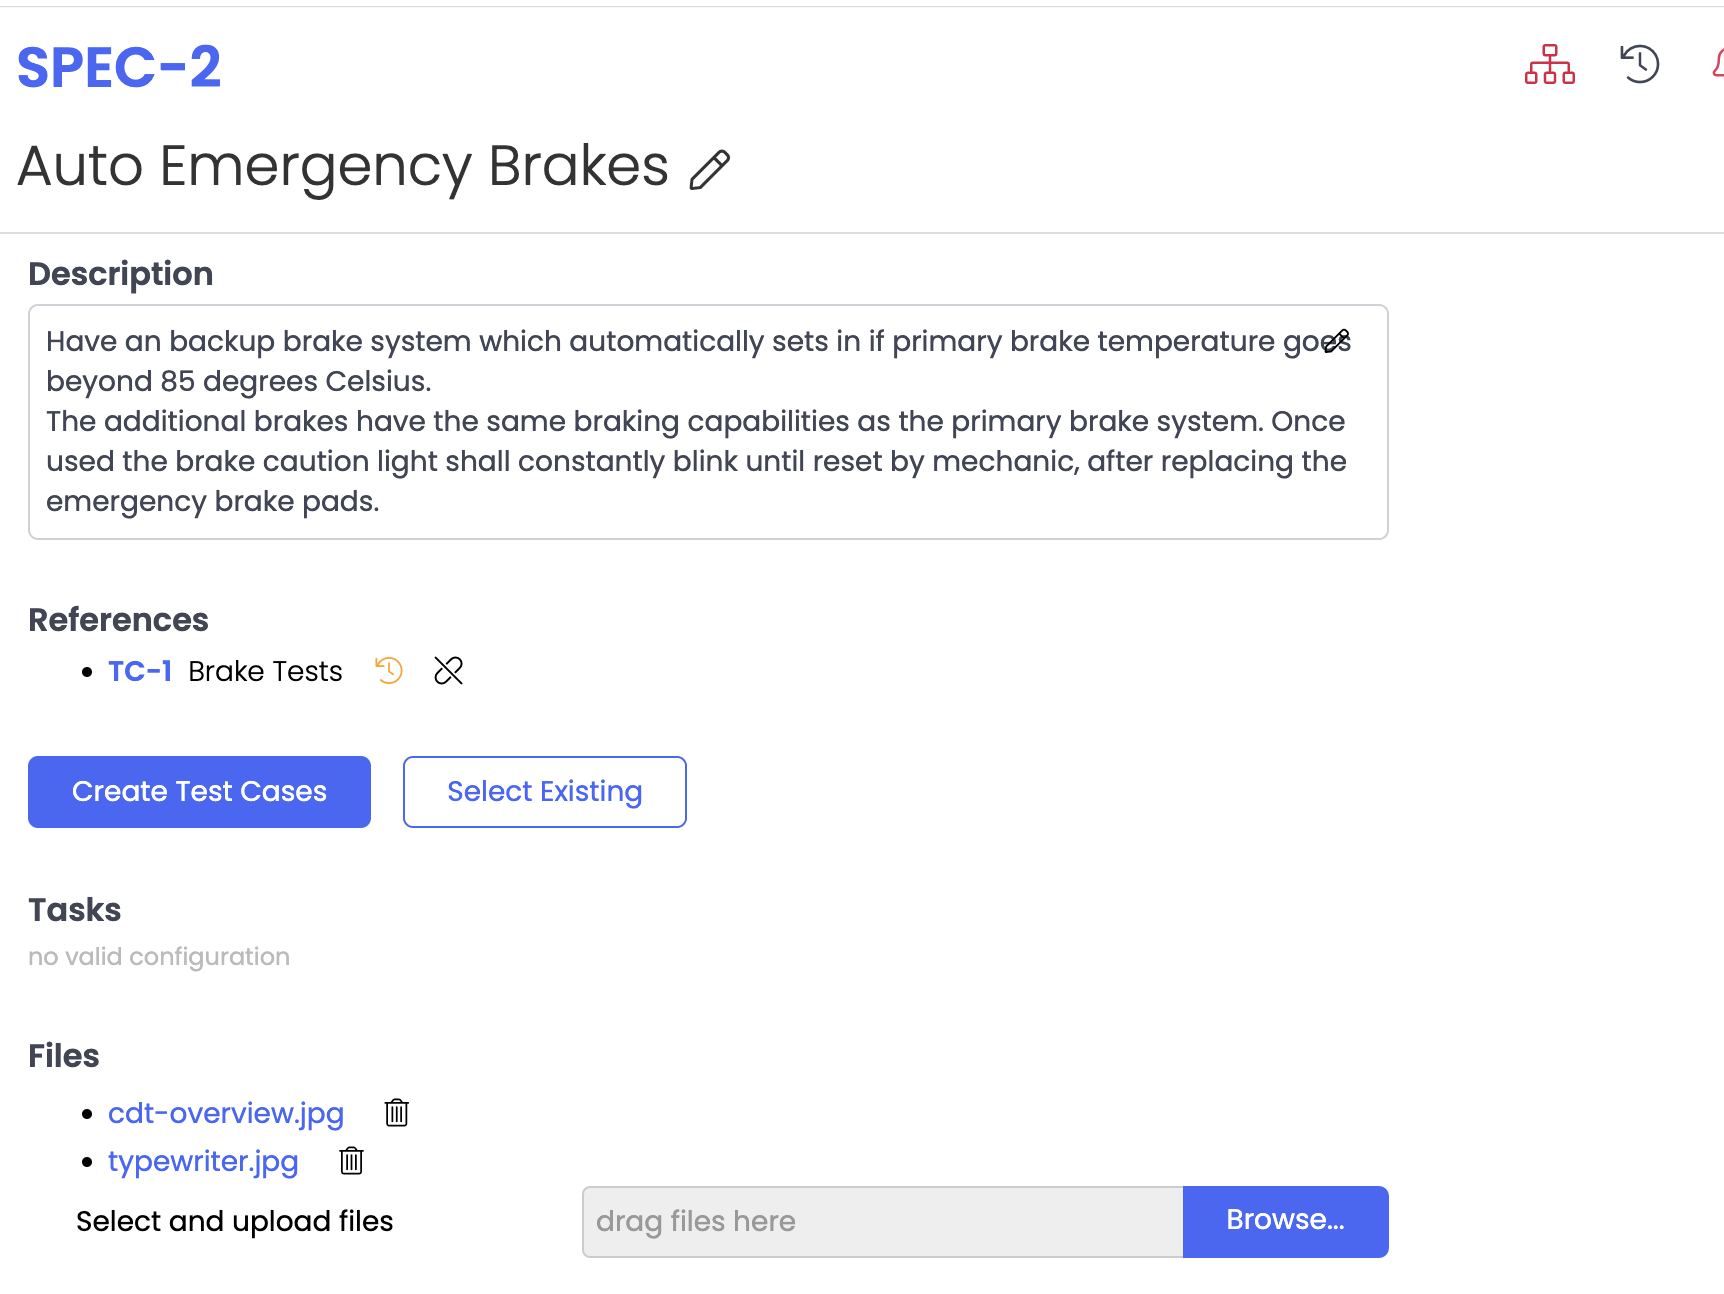 SPEC-2
Auto Emergency Brakes
Description
Have an backup brake system which automatically sets in if primary brake temperature goes
beyond 85 degrees Celsius.
The additional brakes have the same braking capabilities as the primary brake system. Once
used the brake caution light shall constantly blink until reset by mechanic, after replacing the
emergency brake pads.
References
TC-1 Brake Tests
Create Test Cases Select Existing
Tasks
no valid configuration
Files
cdt-overview.jpg
typewriter.jpg
Select and upload files drag files here Browse...